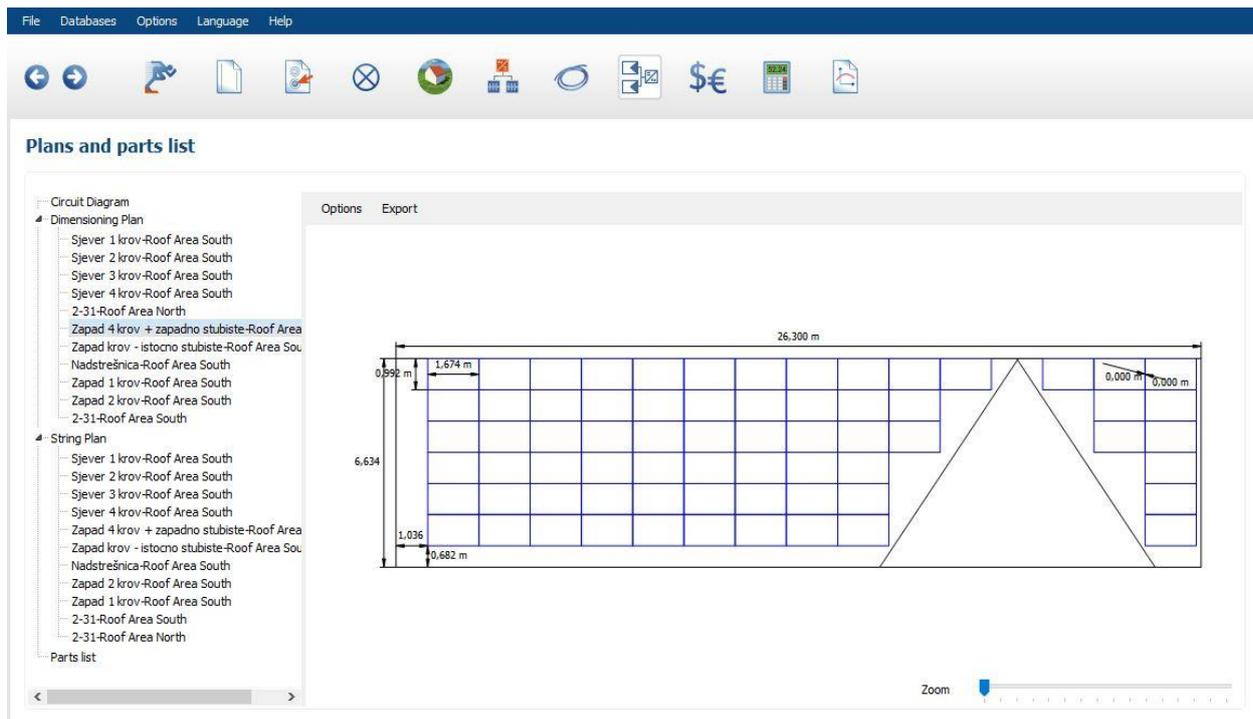 File Databases Options Language Help
$€
52.24
Plans and parts list
Circuit Diagram
Dimensioning Plan
Sjever 1 krov-Roof Area South
Sjever 2 krov-Roof Area South
Sjever 3 krov-Roof Area South
Sjever 4 krov-Roof Area South
2-31-Roof Area North
Zapad 4 krov + zapadno stubiste-Roof Area
Zapad krov - istocno stubiste-Roof Area Sou
Nadstrešnica-Roof Area South
Zapad 1 krov-Roof Area South
Zapad 2 krov-Roof Area South
2-31-Roof Area South
String Plan
Sjever 1 krov-Roof Area South
Sjever 2 krov-Roof Area South
Sjever 3 krov-Roof Area South
Sjever 4 krov-Roof Area South
Zapad 4 krov + zapadno stubiste-Roof Area
Zapad krov - istocno stubiste-Roof Area Sou
Nadstrešnica-Roof Area South
Zapad 2 krov-Roof Area South
Zapad 1 krov-Roof Area South
2-31-Roof Area South
2-31-Roof Area North
Parts list
Options Export
26,300 m
1,674 m
0,992 m
0,000 m
0,000 m
6,634
1,036
0,682 m
Zoom